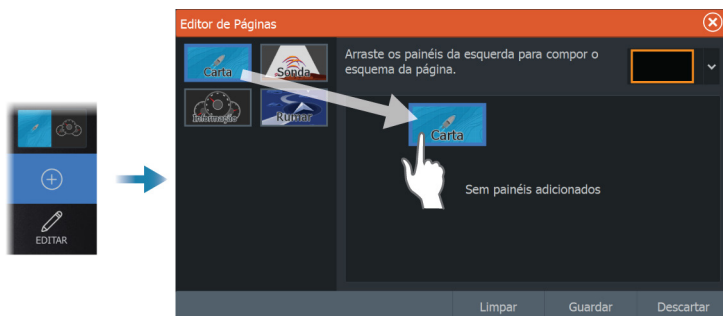 EDITAR
Editor de Páginas
Carta
Sonda
Informação
Rumar
Arraste os painéis da esquerda para compor o
esquema da página.
Carta
Sem painéis adicionados
Limpar
Guardar
Descartar